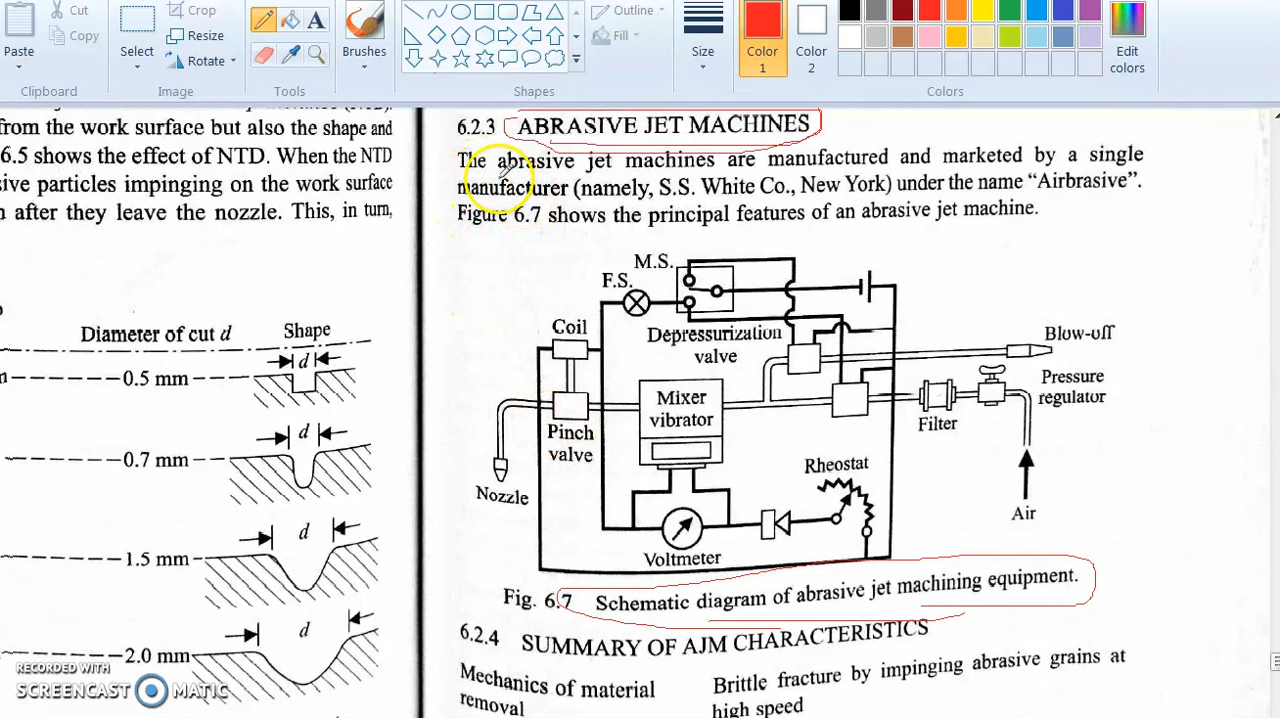 Paste
Cut
Copy
Clipboard
Select
Crop
Resize
Rotate
Image
A
Tools
Brushes
Outline
Fill
Shapes
Size
Color
1
Color
2
Edit
colors
Colors
from the work surface but also the shape and
6.5 shows the effect of NTD. When the NTD
sive particles impinging on the work surface
n after they leave the nozzle. This, in turn,
Diameter of cut d Shape
d
0.5 mm
d
0.7 mm
d
1.5 mm
d
2.0 mm
6.2.3 ABRASIVE JET MACHINES
The abrasive jet machines are manufactured and marketed by a single
manufacturer (namely, S.S. White Co., New York) under the name “Airbrasive”.
Figure 6.7 shows the principal features of an abrasive jet machine.
M.S.
F.S.
Coil
Depressurization
valve
Blow-off
Pressure
regulator
Mixer
vibrator
Pinch
valve
Filter
Rheostat
Nozzle
Air
Voltmeter
Fig. 6.7 Schematic diagram of abrasive jet machining equipment.
6.2.4 SUMMARY OF AJM CHARACTERISTICS
Mechanics of material Brittle fracture by impinging abrasive grains at
removal high speed
RECORDED WITH
SCREENCAST MATIC